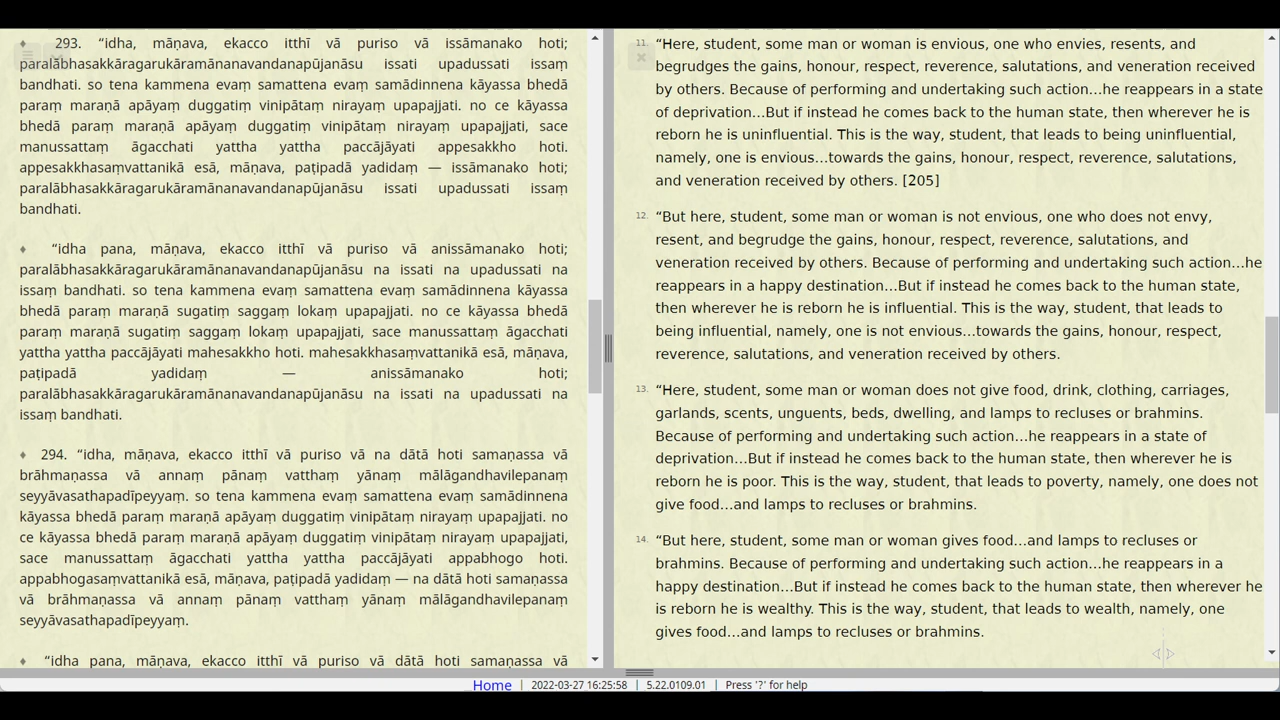 ♦ 293. “idha, māṇava, ekacco itthī vā puriso vā issāmanako hoti;
paralābhasakkāragarukāramānanavandanapūjanāsu issati upadussati issaṃ
bandhati. so tena kammena evaṃ samattena evaṃ samādinnena kāyassa bhedā
paraṃ maraṇā apāyaṃ duggatiṃ vinipātaṃ nirayaṃ upapajjati. no ce kāyassa
bhedā paraṃ maraṇā apāyaṃ duggatiṃ vinipātaṃ nirayaṃ upapajjati, sace
manussattaṃ āgacchati yattha yattha paccājāyati appesakkho hoti.
appesakkhasaṃvattanikā esā, māṇava, paṭipadā yadidaṃ — issāmanako hoti;
paralābhasakkāragarukāramānanavandanapūjanāsu issati upadussati issaṃ
bandhati.
♦ “idha pana, māṇava, ekacco itthī vā puriso vā anissāmanako hoti;
paralābhasakkāragarukāramānanavandanapūjanāsu na issati na upadussati na
issaṃ bandhati. so tena kammena evaṃ samattena evaṃ samādinnena kāyassa
bhedā paraṃ maraṇā sugatiṃ saggaṃ lokaṃ upapajjati. no ce kāyassa bhedā
paraṃ maraṇā sugatiṃ saggaṃ lokaṃ upapajjati, sace manussattaṃ āgacchati
yattha yattha paccājāyati mahesakkho hoti. mahesakkhasaṃvattanikā esā, māṇava,
paṭipadā yadidaṃ — anissāmanako hoti;
paralābhasakkāragarukāramānanavandanapūjanāsu na issati na upadussati na
issaṃ bandhati.
♦ 294. “idha, māṇava, ekacco itthī vā puriso vā na dātā hoti samaṇassa vā
brāhmaṇassa vā annaṃ pānaṃ vatthaṃ yānaṃ mālāgandhavilepanaṃ
seyyāvasathapadīpeyyaṃ. so tena kammena evaṃ samattena evaṃ samādinnena
kāyassa bhedā paraṃ maraṇā apāyaṃ duggatiṃ vinipātaṃ nirayaṃ upapajjati. no
ce kāyassa bhedā paraṃ maraṇā apāyaṃ duggatiṃ vinipātaṃ nirayaṃ upapajjati,
sace manussattaṃ āgacchati yattha yattha paccājāyati appabhogo hoti.
appabhogasaṃvattanikā esā, māṇava, paṭipadā yadidaṃ — na dātā hoti samaṇassa
vā brāhmaṇassa vā annaṃ pānaṃ vatthaṃ yānaṃ mālāgandhavilepanaṃ
seyyāvasathapadīpeyyaṃ.
♦ “idha pana, māṇava, ekacco itthī vā puriso vā dātā hoti samaṇassa vā
11. “Here, student, some man or woman is envious, one who envies, resents, and
begrudges the gains, honour, respect, reverence, salutations, and veneration received
by others. Because of performing and undertaking such action…he reappears in a state
of deprivation…But if instead he comes back to the human state, then wherever he is
reborn he is uninfluential. This is the way, student, that leads to being uninfluential,
namely, one is envious…towards the gains, honour, respect, reverence, salutations,
and veneration received by others. [205]
12. “But here, student, some man or woman is not envious, one who does not envy,
resent, and begrudge the gains, honour, respect, reverence, salutations, and
veneration received by others. Because of performing and undertaking such action…he
reappears in a happy destination…But if instead he comes back to the human state,
then wherever he is reborn he is influential. This is the way, student, that leads to
being influential, namely, one is not envious…towards the gains, honour, respect,
reverence, salutations, and veneration received by others.
13. “Here, student, some man or woman does not give food, drink, clothing, carriages,
garlands, scents, unguents, beds, dwelling, and lamps to recluses or brahmins.
Because of performing and undertaking such action…he reappears in a state of
deprivation…But if instead he comes back to the human state, then wherever he is
reborn he is poor. This is the way, student, that leads to poverty, namely, one does not
give food…and lamps to recluses or brahmins.
14. “But here, student, some man or woman gives food…and lamps to recluses or
brahmins. Because of performing and undertaking such action…he reappears in a
happy destination…But if instead he comes back to the human state, then wherever he
is reborn he is wealthy. This is the way, student, that leads to wealth, namely, one
gives food…and lamps to recluses or brahmins.
Home | 2022-03-27 16:25:58 | 5.22.0109.01 | Press '?' for help